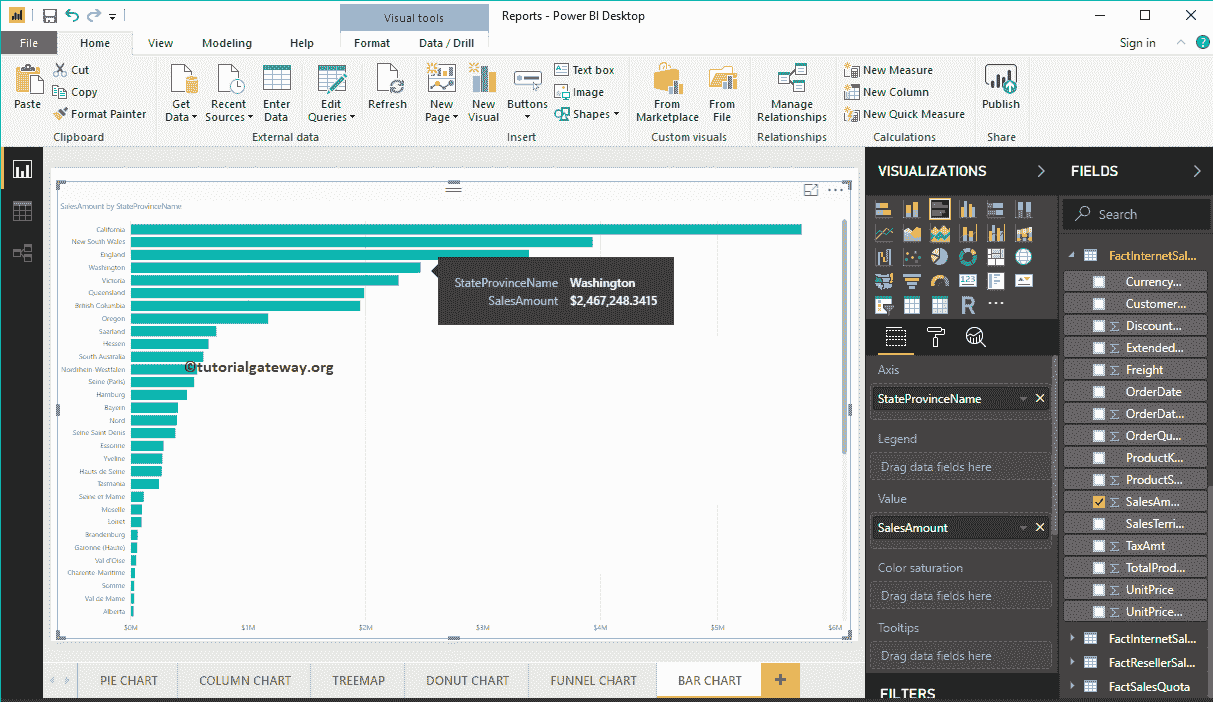 Visual tools
Reports - Power BI Desktop
File
Home
View
Modeling
Help
Format
Data / Drill
Sign in
?
Paste
Cut
Copy
Format Painter
Clipboard
Get Data
Recent Sources
Enter Data
Edit Queries
Refresh
External data
New Page
New Visual
Buttons
Text box
Image
Shapes
Insert
From Marketplace
From File
Custom visuals
Manage Relationships
Relationships
New Measure
New Column
New Quick Measure
Calculations
Publish
Share
SalesAmount by StateProvinceName
California
New South Wales
England
Washington
Victoria
Queensland
British Columbia
Oregon
Saarland
Hessen
South Australia
Nordrhein-Westfalen
Seine (Paris)
Hamburg
Bayern
Nord
Seine Saint Denis
Essonne
Yveline
Hauts de Seine
Tasmania
Seine et Marne
Moselle
Loiret
Brandenburg
Garonne (Haute)
Val d'Oise
Charente-Maritime
Somme
Val de Marne
Alberta
$0M
$1M
$2M
$3M
$4M
$5M
$6M
StateProvinceName Washington
SalesAmount $2,467,248.3415
©tutorialgateway.org
PIE CHART
COLUMN CHART
TREEMAP
DONUT CHART
FUNNEL CHART
BAR CHART
+
VISUALIZATIONS
123
R
Axis
StateProvinceName
Legend
Drag data fields here
Value
SalesAmount
Color saturation
Drag data fields here
Tooltips
Drag data fields here
FILTERS
FIELDS
Search
FactInternetSal...
Currency...
Customer...
Discount...
Extended...
Freight
OrderDate
OrderDat...
OrderQu...
ProductK...
ProductS...
SalesAm...
SalesTerri...
TaxAmt
TotalProd...
UnitPrice
UnitPrice...
FactInternetSal...
FactResellerSal...
FactSalesQuota